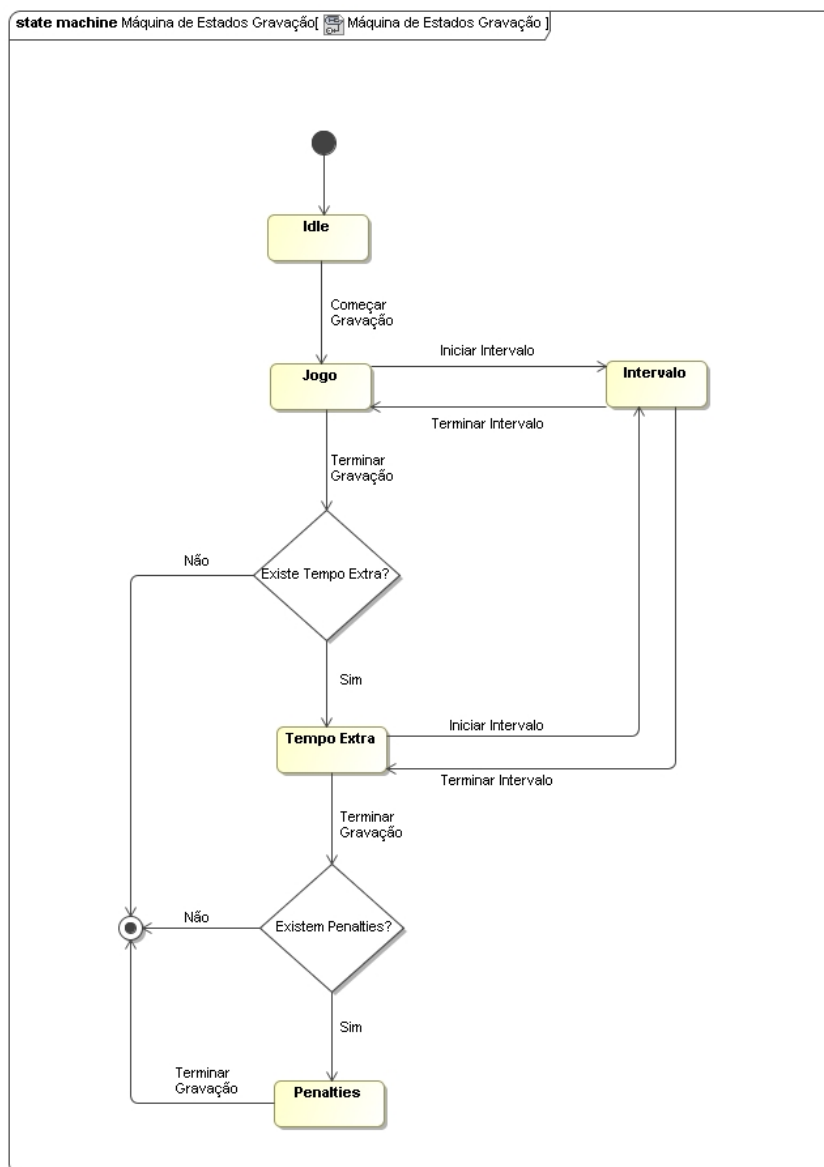 state machine Máquina de Estados Gravação[ Máquina de Estados Gravação ]
Idle
Começar
Gravação
Iniciar Intervalo
Jogo
Intervalo
Terminar Intervalo
Terminar
Gravação
Não
Existe Tempo Extra?
Sim
Iniciar Intervalo
Tempo Extra
Terminar Intervalo
Terminar
Gravação
Não
Existem Penalties?
Sim
Terminar
Gravação
Penalties